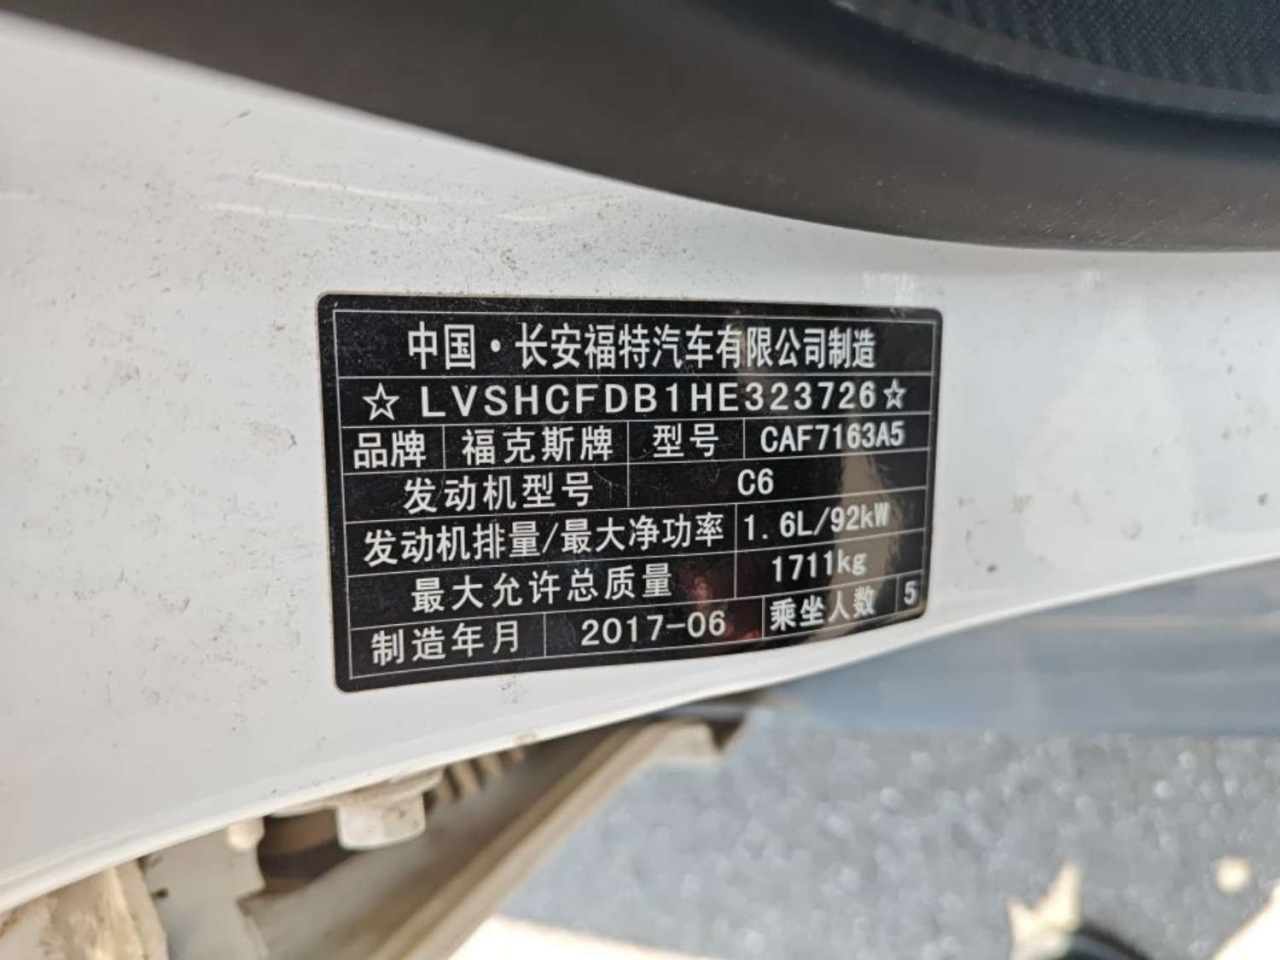 中国·长安福特汽车有限公司制造
☆LVSHCFDB1HE323726☆
品牌 福克斯牌 型号 CAF7163A5
发动机型号 C6
发动机排量/最大净功率 1.6L/92kW
最大允许总质量 1711kg
制造年月 2017-06 乘坐人数 5